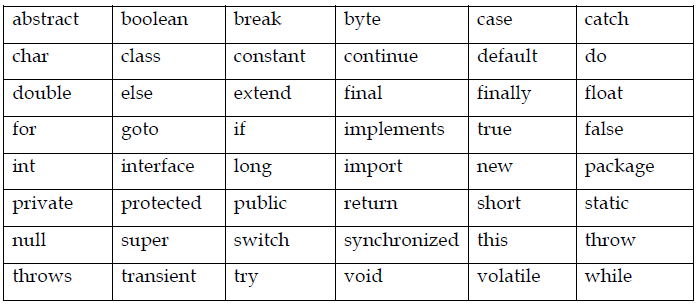 abstract boolean break byte case catch
char class constant continue default do
double else extend final finally float
for goto if implements true false
int interface long import new package
private protected public return short static
null super switch synchronized this throw
throws transient try void volatile while